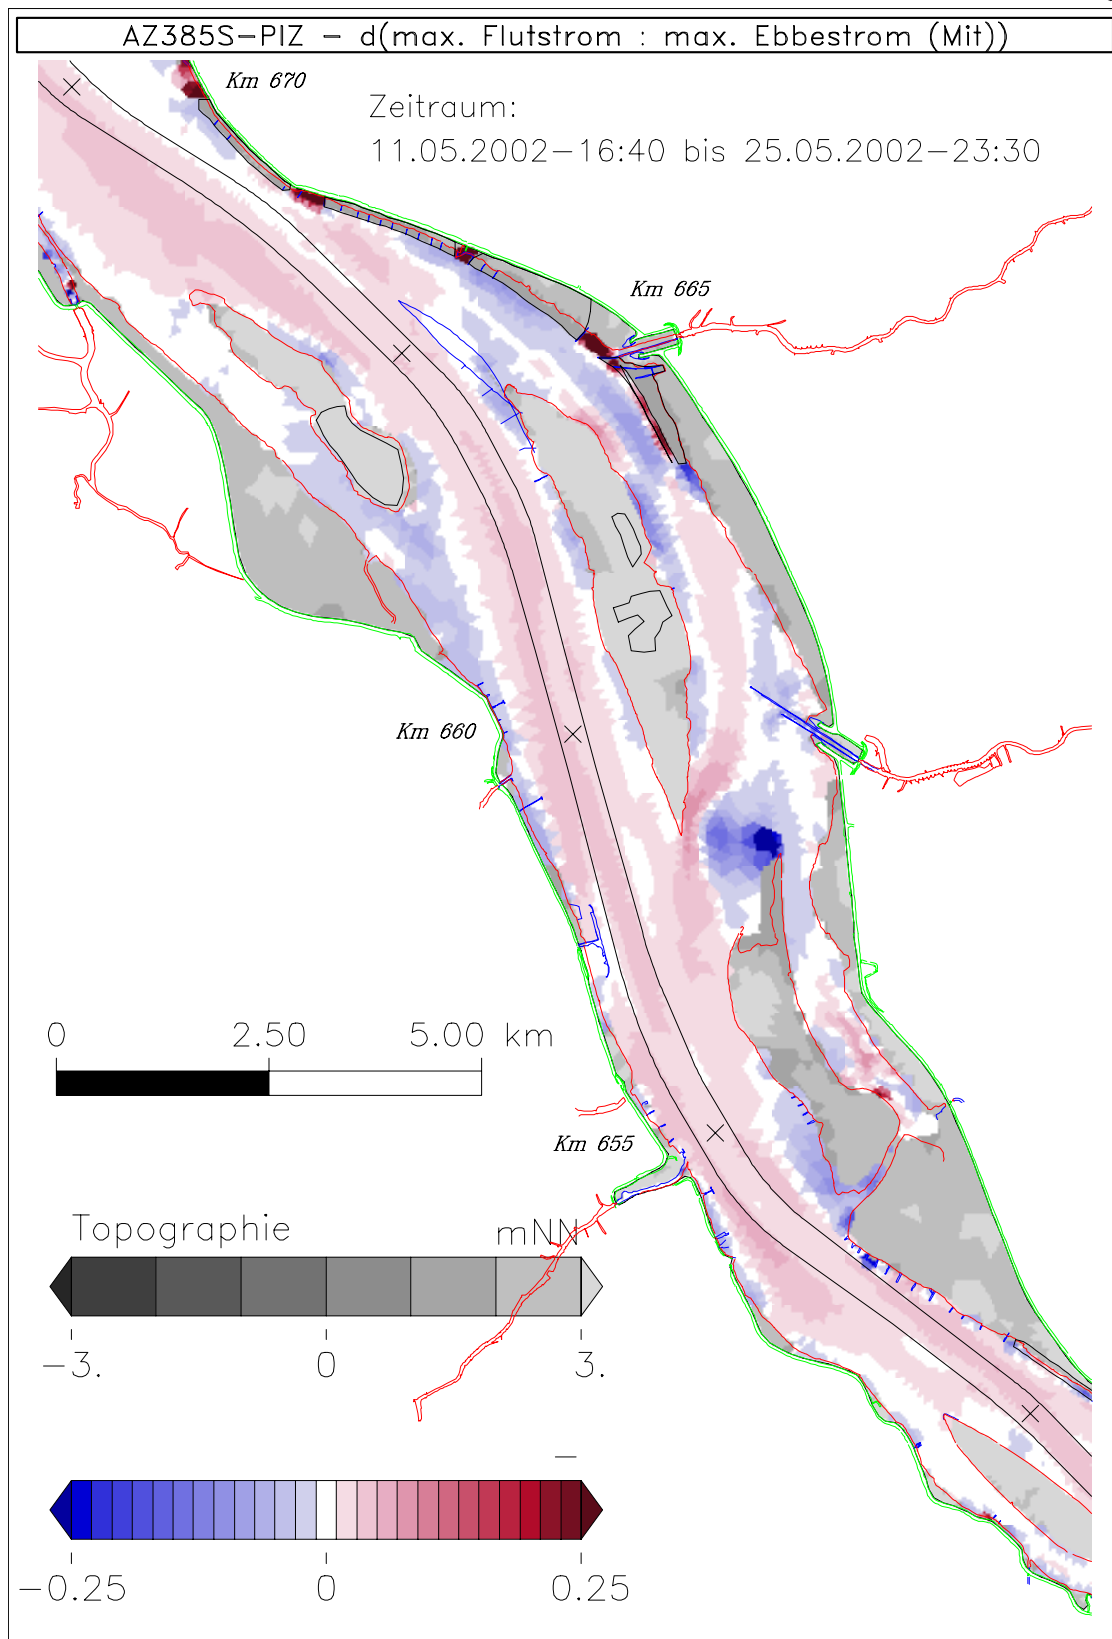 AZ385S-PIZ - d(max. Flutstrom : max. Ebbestrom (Mit))
Km 670
Zeitraum:
11.05.2002-16:40 bis 25.05.2002-23:30
Km 665
Km 660
0 2.50 5.00 km
Km 655
Topographie mNN
-3. 0 3.
-
-0.25 0 0.25